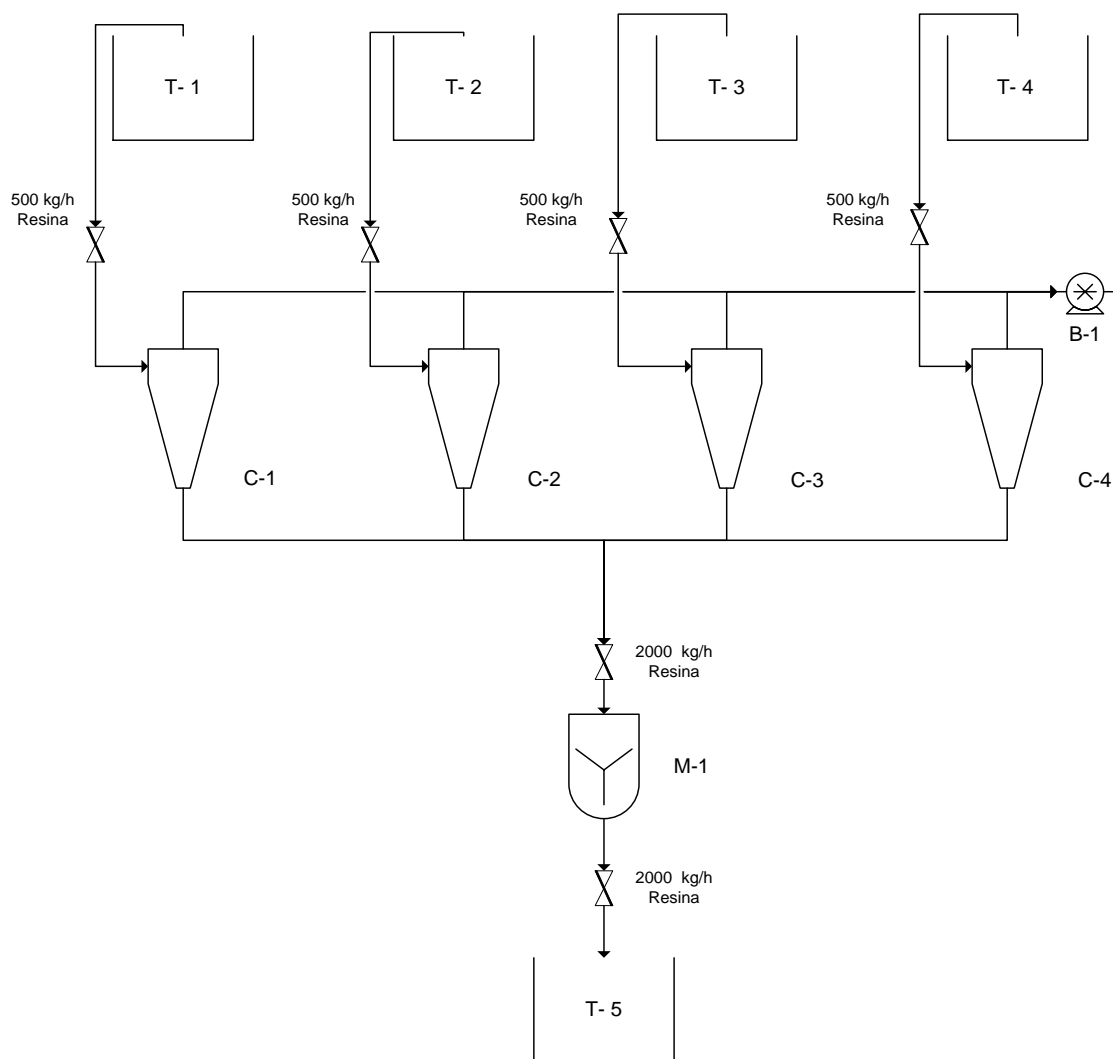 T- 1
T- 2
T- 3
T- 4
500 kg/h
Resina
500 kg/h
Resina
500 kg/h
Resina
500 kg/h
Resina
B-1
C-1
C-2
C-3
C-4
2000 kg/h
Resina
M-1
2000 kg/h
Resina
T- 5